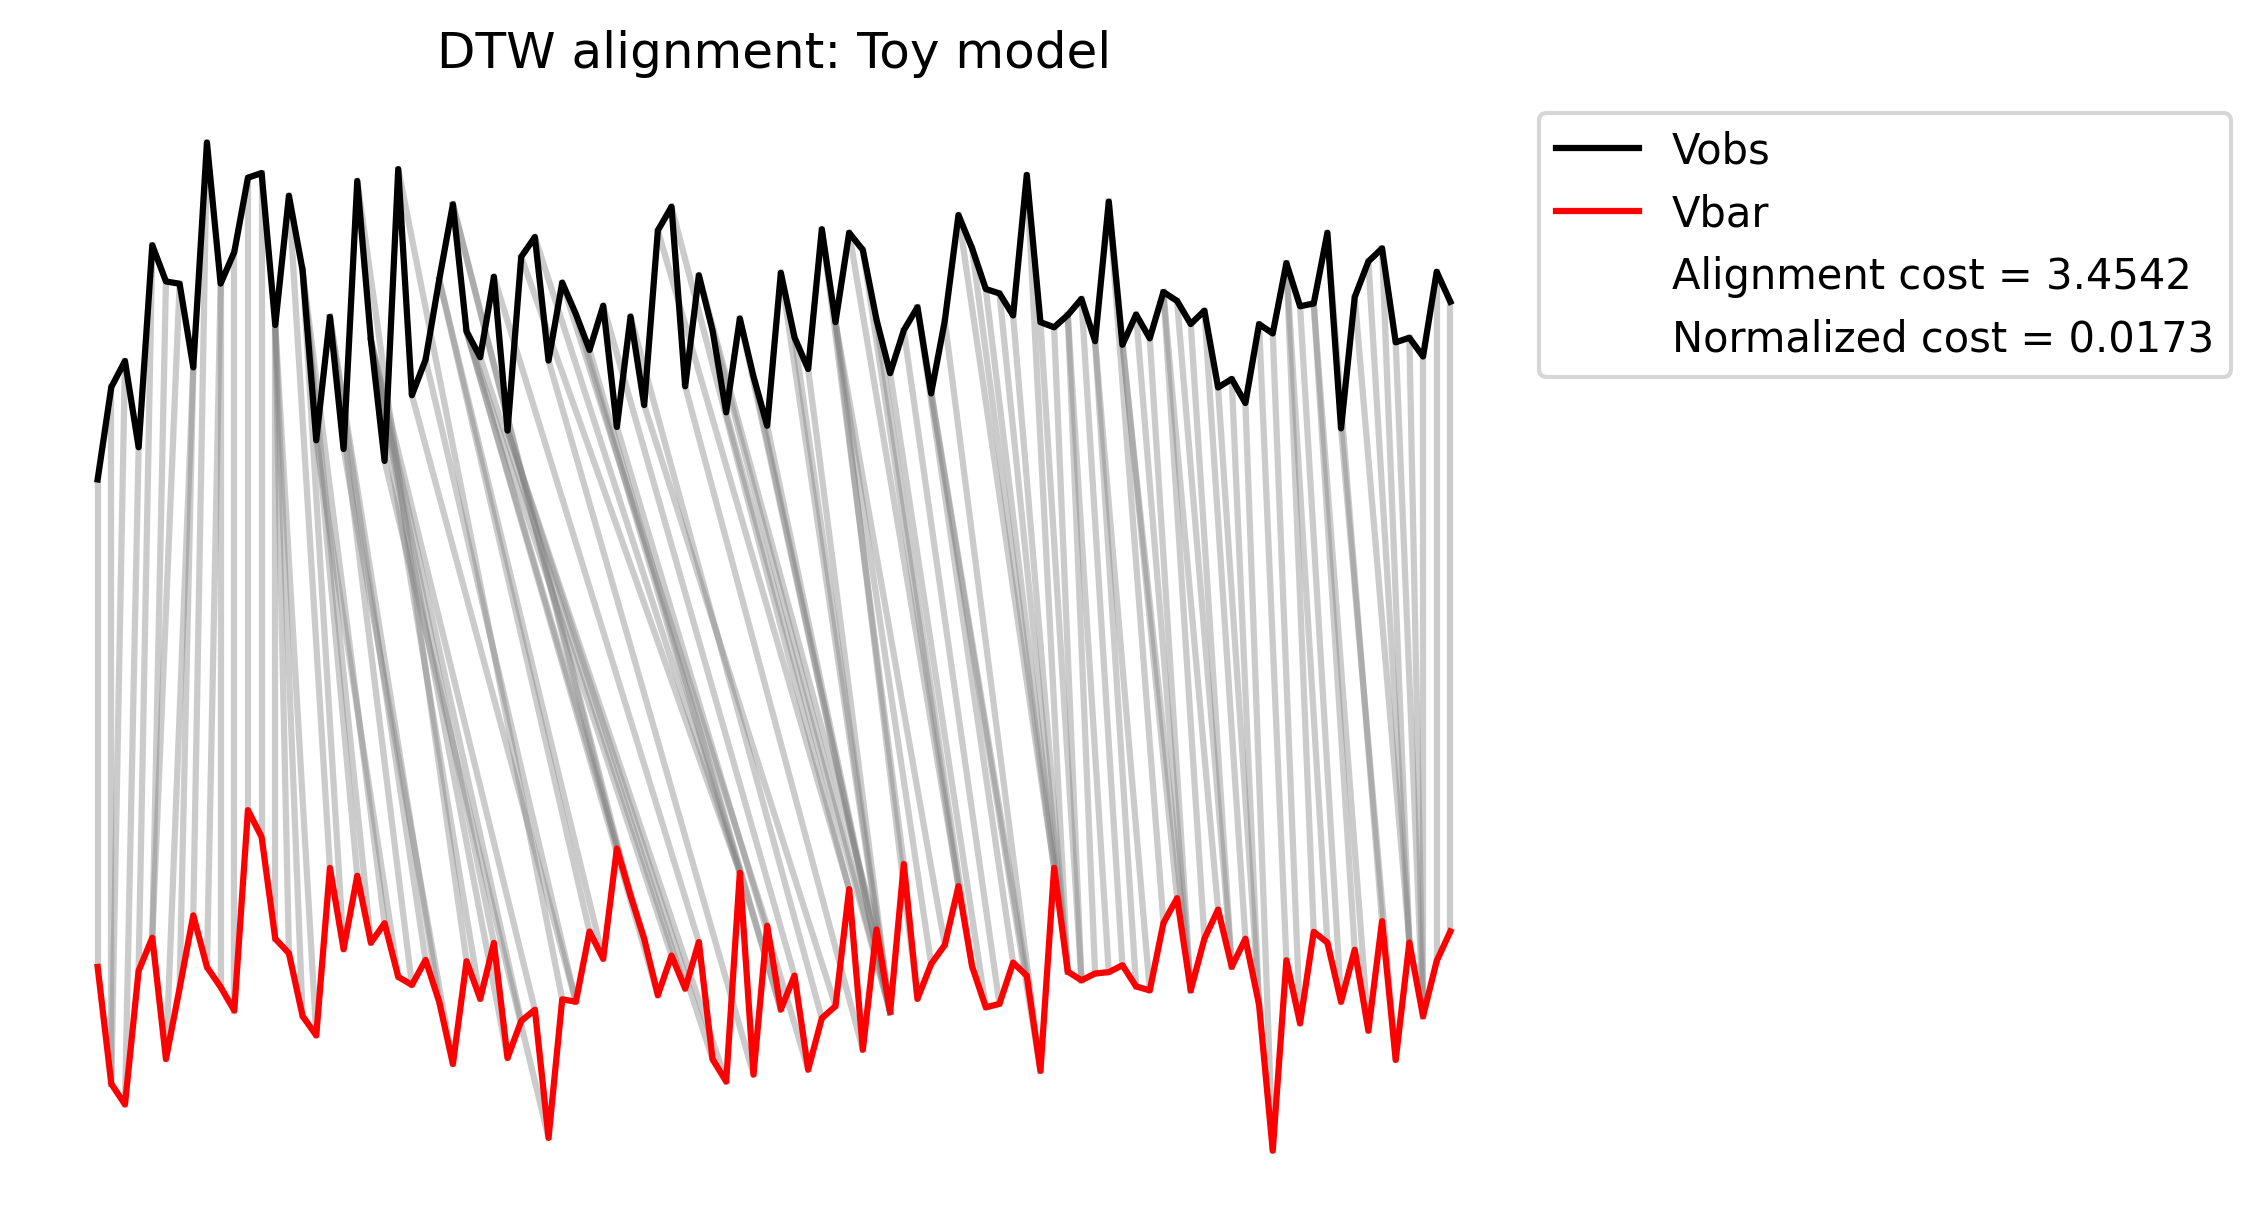 DTW alignment: Toy model
Vobs
Vbar
Alignment cost = 3.4542
Normalized cost = 0.0173